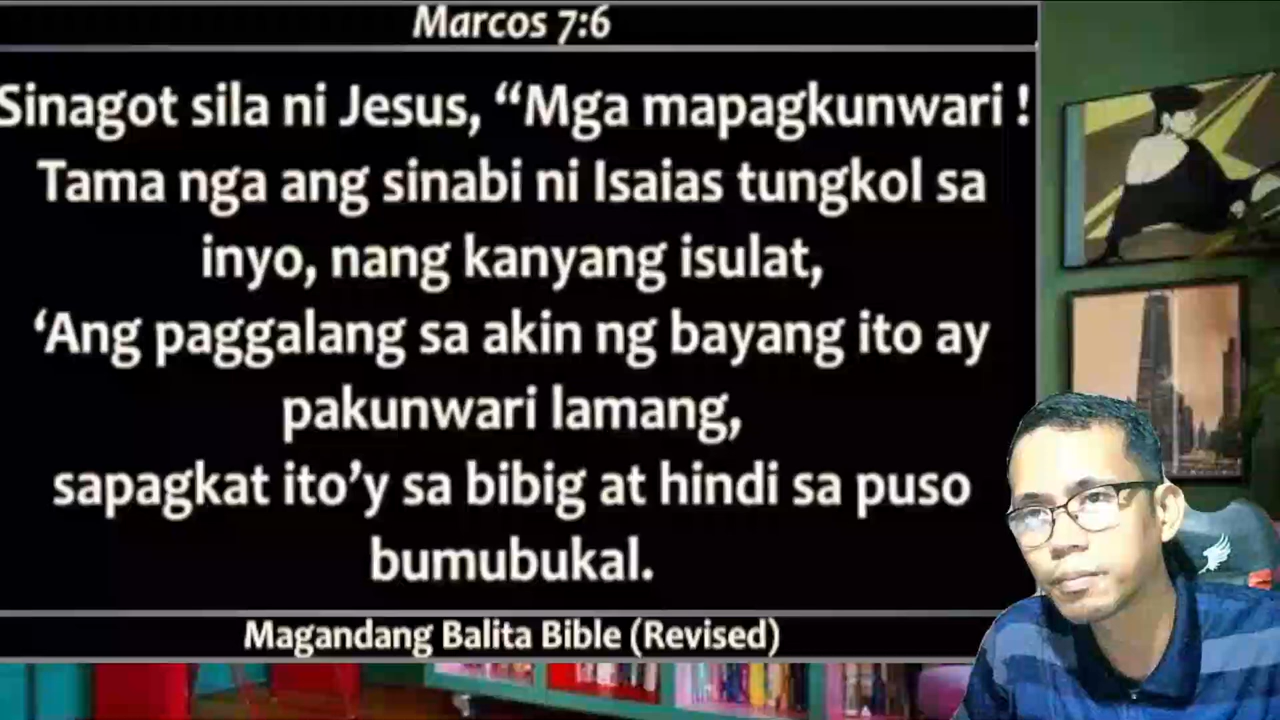 Marcos 7:6
Sinagot sila ni Jesus, “Mga mapagkunwari !
Tama nga ang sinabi ni Isaias tungkol sa
inyo, nang kanyang isulat,
‘Ang paggalang sa akin ng bayang ito ay
pakunwari lamang,
sapagkat ito’y sa bibig at hindi sa puso
bumubukal.
Magandang Balita Bible (Revised)